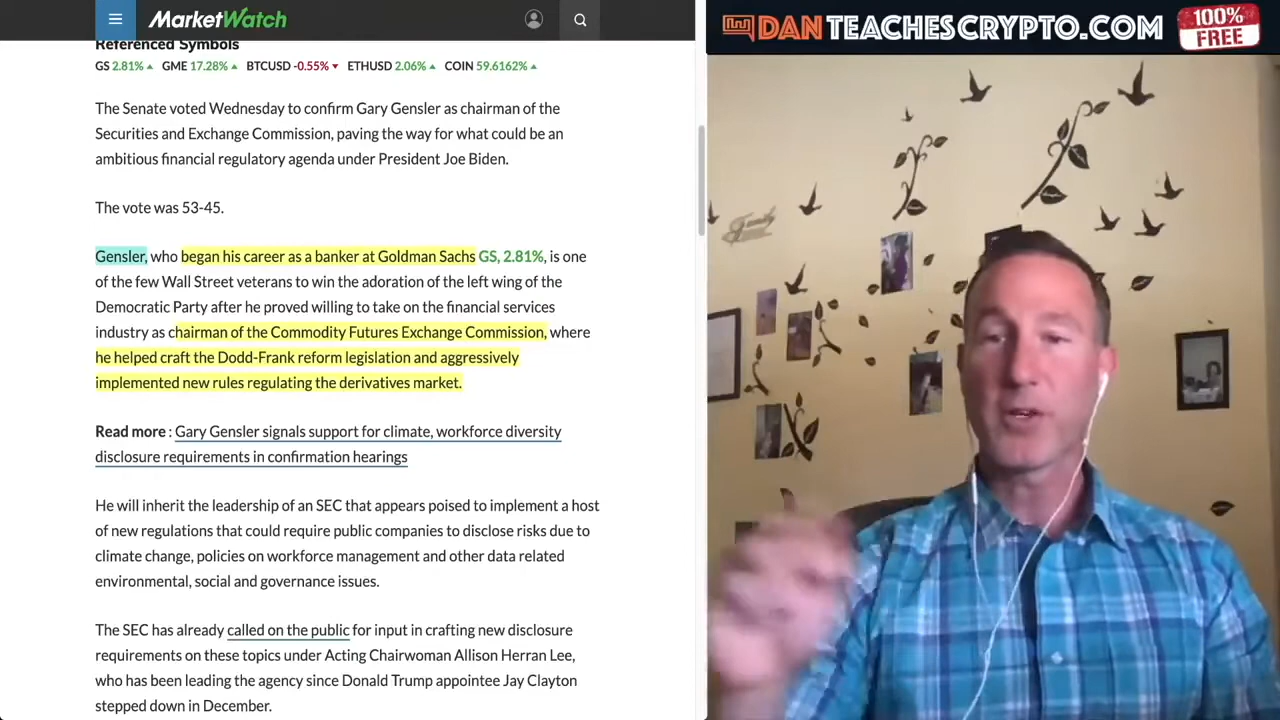 MarketWatch
Referenced Symbols
GS 2.81% GME 17.28% BTCUSD -0.55% ETHUSD 2.06% COIN 59.6162%
The Senate voted Wednesday to confirm Gary Gensler as chairman of the
Securities and Exchange Commission, paving the way for what could be an
ambitious financial regulatory agenda under President Joe Biden.
The vote was 53-45.
Gensler, who began his career as a banker at Goldman Sachs GS, 2.81%, is one
of the few Wall Street veterans to win the adoration of the left wing of the
Democratic Party after he proved willing to take on the financial services
industry as chairman of the Commodity Futures Exchange Commission, where
he helped craft the Dodd-Frank reform legislation and aggressively
implemented new rules regulating the derivatives market.
Read more : Gary Gensler signals support for climate, workforce diversity
disclosure requirements in confirmation hearings
He will inherit the leadership of an SEC that appears poised to implement a host
of new regulations that could require public companies to disclose risks due to
climate change, policies on workforce management and other data related
environmental, social and governance issues.
The SEC has already called on the public for input in crafting new disclosure
requirements on these topics under Acting Chairwoman Allison Herran Lee,
who has been leading the agency since Donald Trump appointee Jay Clayton
stepped down in December.
DANTEACHESCRYPTO.COM
100%
FREE